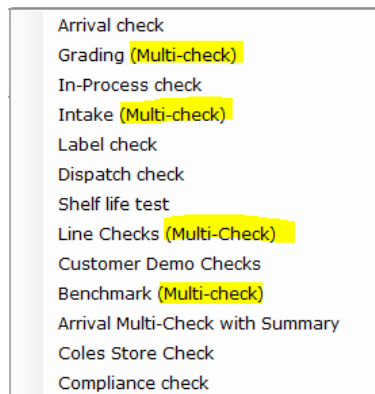 Arrival check
Grading (Multi-check)
In-Process check
Intake (Multi-check)
Label check
Dispatch check
Shelf life test
Line Checks (Multi-Check)
Customer Demo Checks
Benchmark (Multi-check)
Arrival Multi-Check with Summary
Coles Store Check
Compliance check